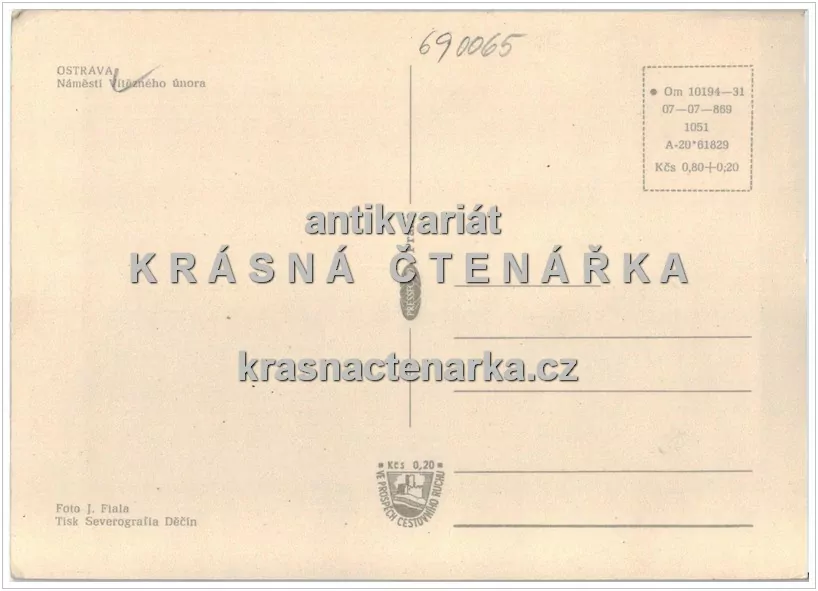 690065
OSTRAVA
Náměstí Vítězného února
• Om 10194—31
07—07—869
1051
A-20*61829
Kčs 0,80+0,20
antikvariát
KRÁSNÁ ČTENÁŘKA
krasnactenarka.cz
• Kčs 0,20 •
VE PROSPĚCH CESTOVNÍHO RUCHU
Foto J. Fiala
Tisk Severografia Děčín